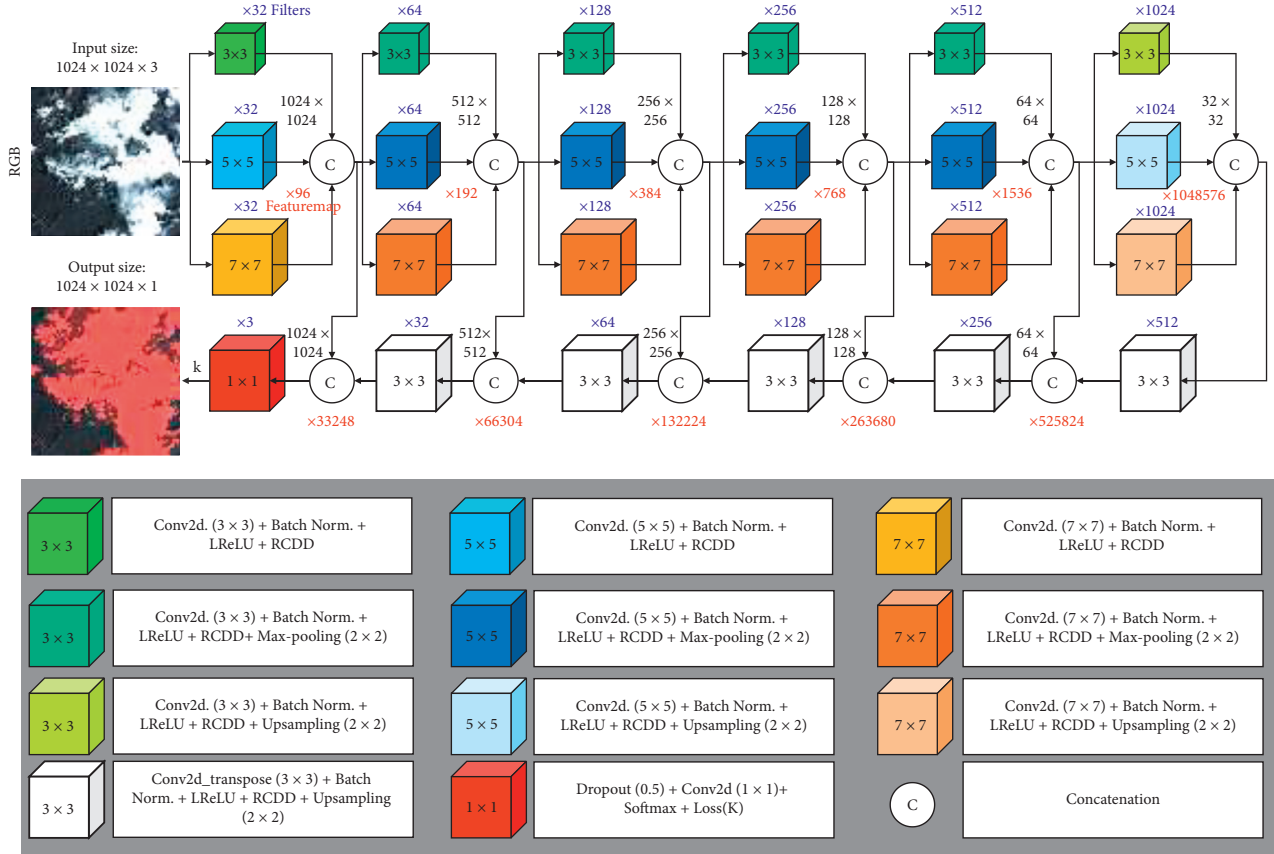 ×32 Filters
×64
×128
×256
×512
×1024
Input size:
1024 × 1024 × 3
3×3
3×3
3 × 3
3 × 3
3 × 3
3 × 3
RGB
×32
1024 ×
1024
×64
512 ×
512
×128
256 ×
256
×256
128 ×
128
×512
64 ×
64
×1024
32 ×
32
5 × 5
C
5 × 5
C
5 × 5
C
5 × 5
C
5 × 5
C
5 × 5
C
×96
Featuremap
×192
×384
×768
×1536
×1048576
×32
×64
×128
×256
×512
×1024
7 × 7
7 × 7
7 × 7
7 × 7
7 × 7
7 × 7
Output size:
1024 × 1024 × 1
×3
1024 ×
1024
×32
512×
512
×64
256 ×
256
×128
128 ×
128
×256
64 ×
64
×512
k
1 × 1
C
3 × 3
C
3 × 3
C
3 × 3
C
3 × 3
C
3 × 3
×33248
×66304
×132224
×263680
×525824
3 × 3
Conv2d. (3 × 3) + Batch Norm. +
LReLU + RCDD
5 × 5
Conv2d. (5 × 5) + Batch Norm. +
LReLU + RCDD
7 × 7
Conv2d. (7 × 7) + Batch Norm. +
LReLU + RCDD
3 × 3
Conv2d. (3 × 3) + Batch Norm. +
LReLU + RCDD+ Max-pooling (2 × 2)
5 × 5
Conv2d. (5 × 5) + Batch Norm. +
LReLU + RCDD + Max-pooling (2 × 2)
7 × 7
Conv2d. (7 × 7) + Batch Norm. +
LReLU + RCDD + Max-pooling (2 × 2)
3 × 3
Conv2d. (3 × 3) + Batch Norm. +
LReLU + RCDD + Upsampling (2 × 2)
5 × 5
Conv2d. (5 × 5) + Batch Norm. +
LReLU + RCDD + Upsampling (2 × 2)
7 × 7
Conv2d. (7 × 7) + Batch Norm. +
LReLU + RCDD + Upsampling (2 × 2)
3 × 3
Conv2d_transpose (3 × 3) + Batch
Norm. + LReLU + RCDD + Upsampling
(2 × 2)
1 × 1
Dropout (0.5) + Conv2d (1 × 1)+
Softmax + Loss(K)
C
Concatenation